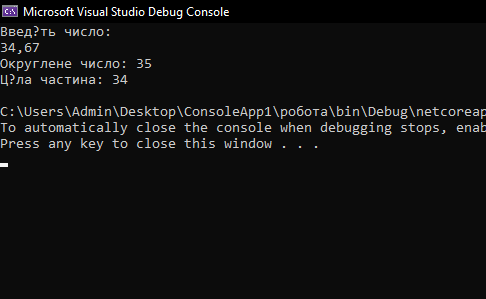 Microsoft Visual Studio Debug Console
Введ?ть число:
34,67
Округлене число: 35
Ц?ла частина: 34
C:\Users\Admin\Desktop\ConsoleApp1\робота\bin\Debug\netcoreap
To automatically close the console when debugging stops, enab
Press any key to close this window . . .